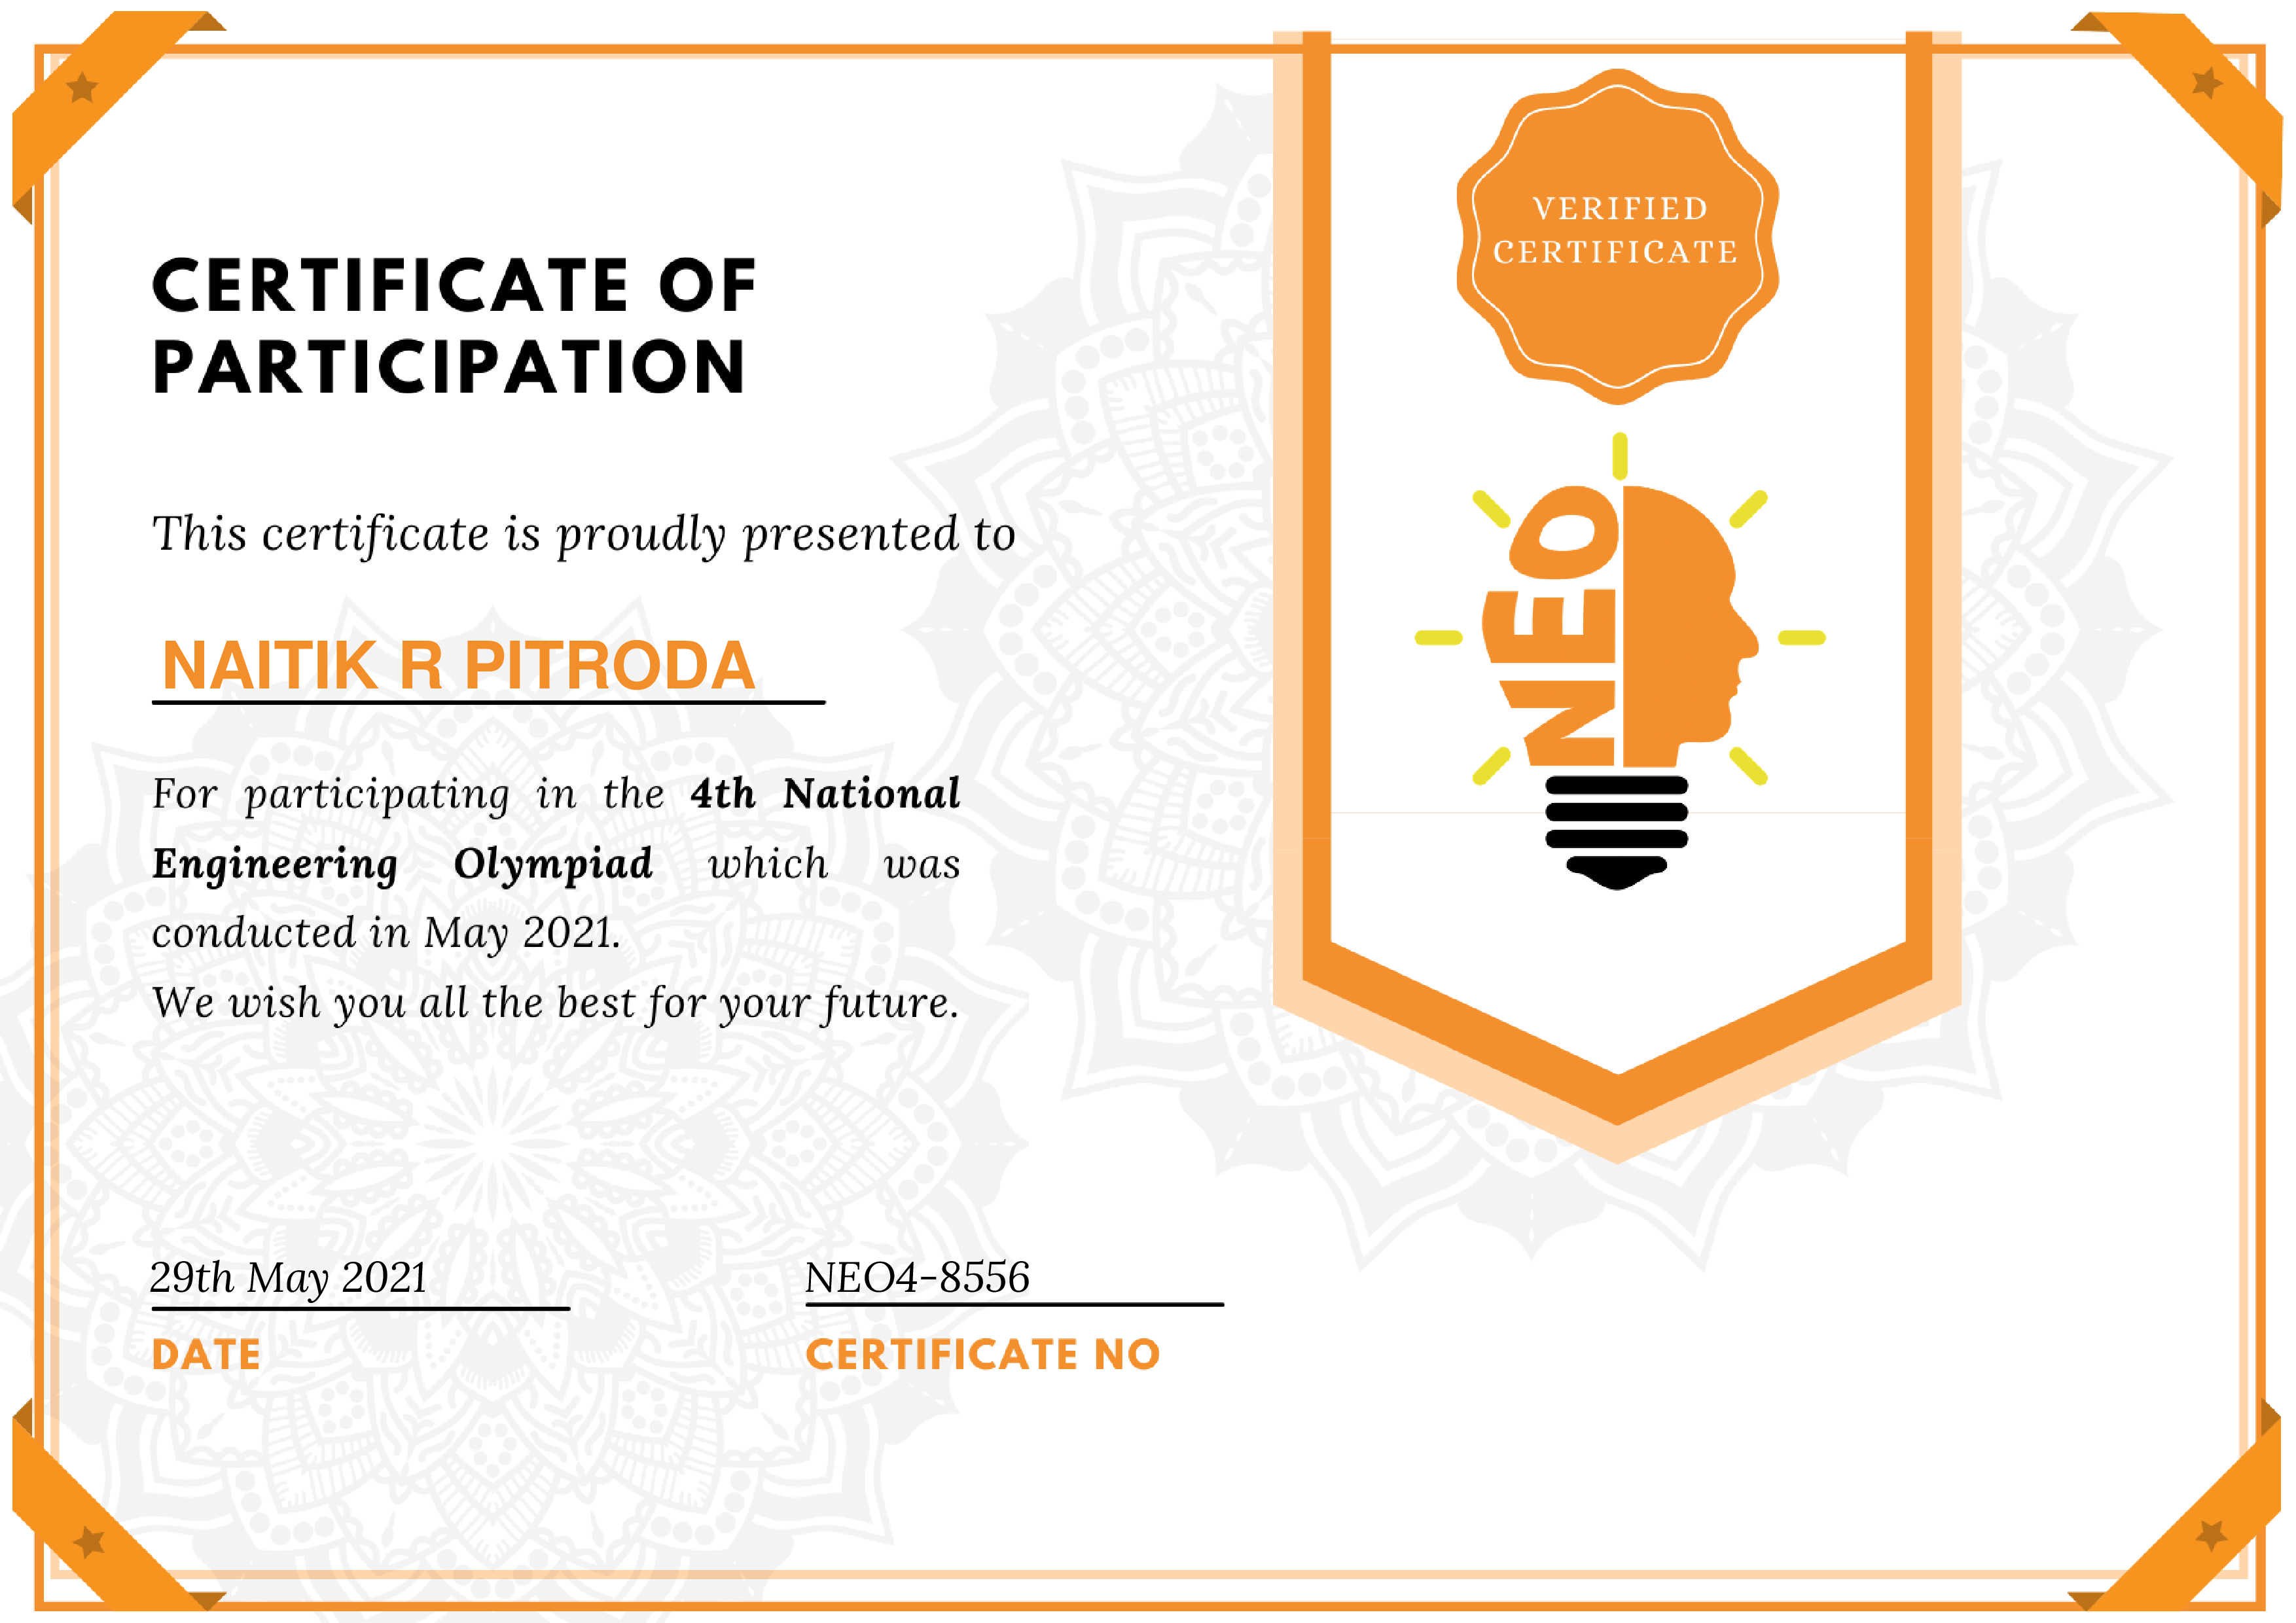 CERTIFICATE OF
PARTICIPATION
This certificate is proudly presented to
NAITIK R PITRODA
For participating in the 4th National
Engineering Olympiad which was
conducted in May 2021.
We wish you all the best for your future.
29th May 2021
DATE
NEO4-8556
CERTIFICATE NO
VERIFIED
CERTIFICATE
NEO